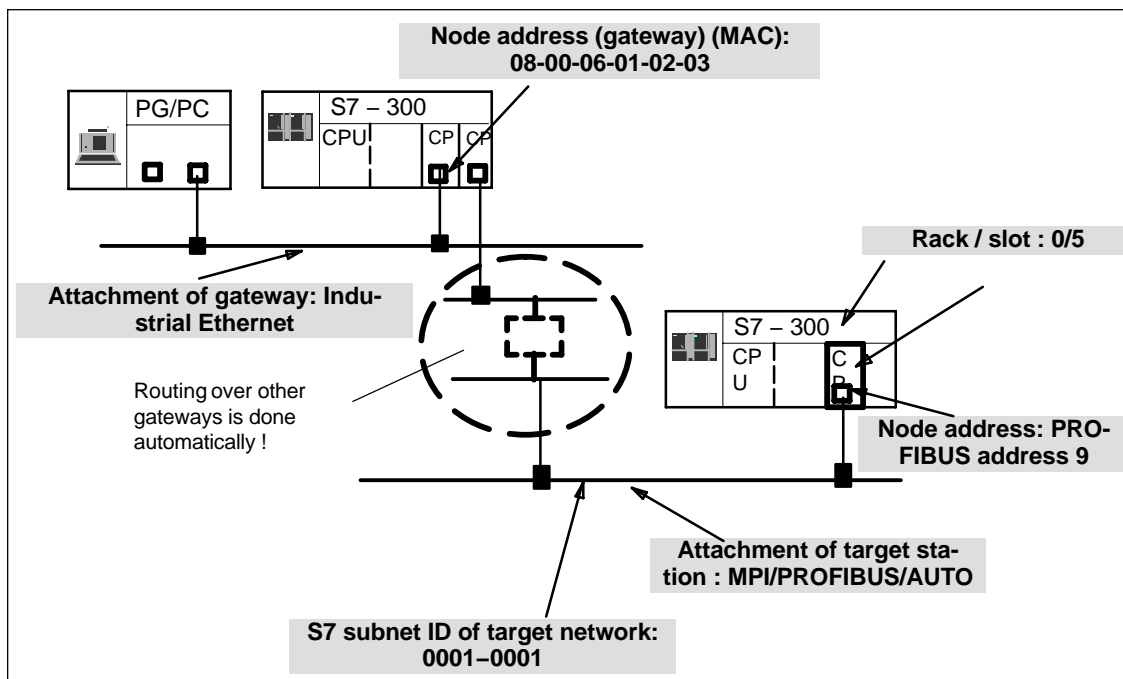 Node address (gateway) (MAC):
08-00-06-01-02-03
PG/PC
S7 – 300
CPU
CP
CP
Rack / slot : 0/5
Attachment of gateway: Indu-
strial Ethernet
S7 – 300
CP
U
C
P
Routing over other
gateways is done
automatically !
Node address: PRO-
FIBUS address 9
Attachment of target sta-
tion : MPI/PROFIBUS/AUTO
S7 subnet ID of target network:
0001–0001